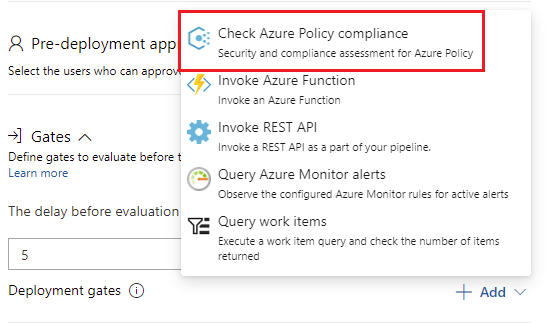 Pre-deployment app
Select the users who can approv
Gates
Define gates to evaluate before t
Learn more
The delay before evaluation
5
Deployment gates
Add
Check Azure Policy compliance
Security and compliance assessment for Azure Policy
Invoke Azure Function
Invoke an Azure Function
Invoke REST API
Invoke a REST API as a part of your pipeline.
Query Azure Monitor alerts
Observe the configured Azure Monitor rules for active alerts
Query work items
Execute a work item query and check the number of items
returned